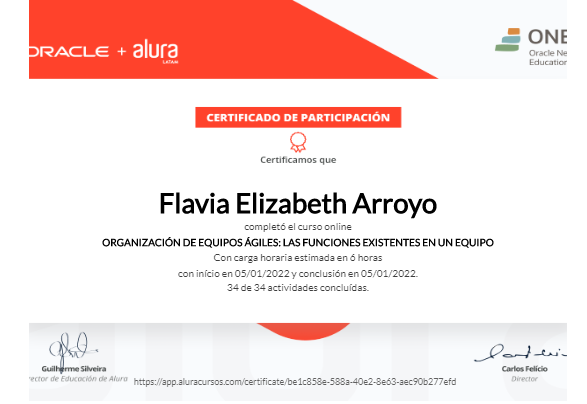 ORACLE + alura
LATAM
ONE
Oracle Ne
Education
CERTIFICADO DE PARTICIPACIÓN
Certificamos que
Flavia Elizabeth Arroyo
completó el curso online
ORGANIZACIÓN DE EQUIPOS ÁGILES: LAS FUNCIONES EXISTENTES EN UN EQUIPO
Con carga horaria estimada en 6 horas
con início en 05/01/2022 y conclusión en 05/01/2022.
34 de 34 actividades concluídas.
Guilherme Silveira
rector de Educación de Alura
https://app.aluracursos.com/certificate/be1c858e-588a-40e2-8e63-aec90b277efd
Carlos Felício
Director